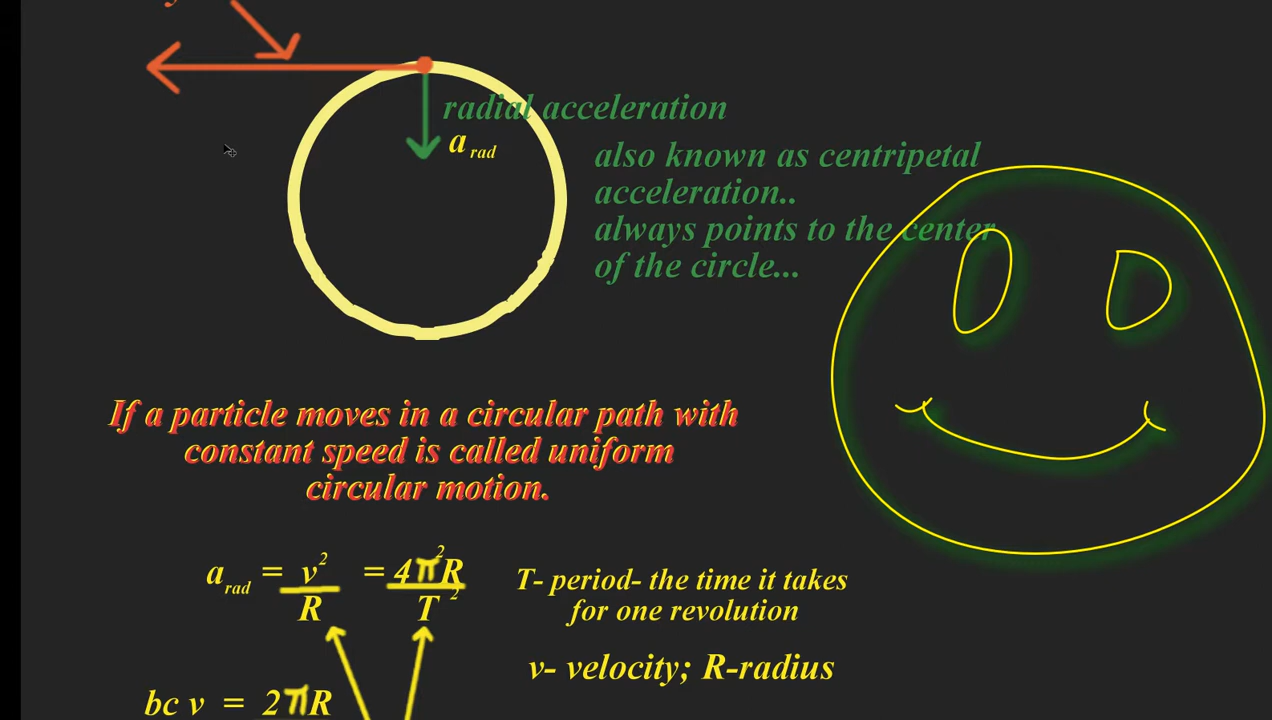 radial acceleration
a rad
also known as centripetal
acceleration..
always points to the center
of the circle...
If a particle moves in a circular path with
constant speed is called uniform
circular motion.
a rad = v² / R = 4π²R / T²
T- period- the time it takes
for one revolution
v- velocity; R-radius
bc v = 2πR